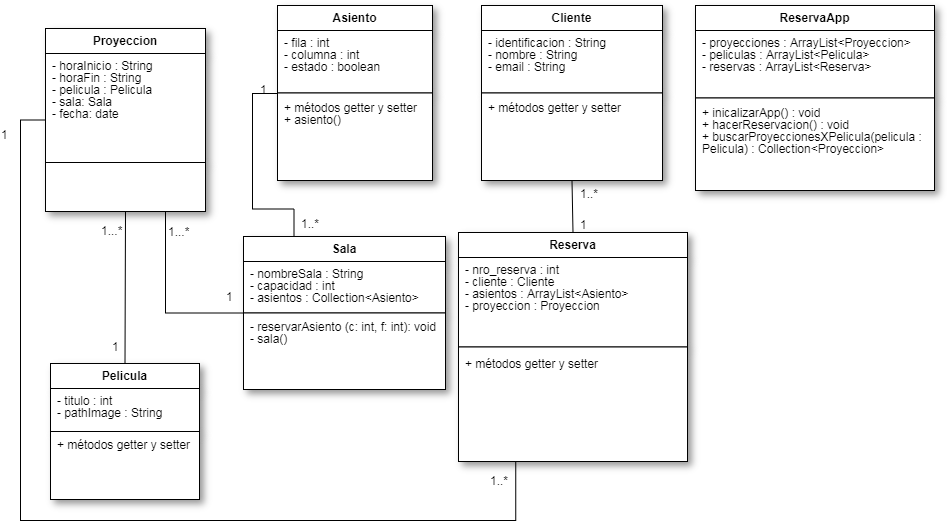 Proyeccion
- horaInicio : String
- horaFin : String
- pelicula : Pelicula
- sala: Sala
- fecha: date
Asiento
- fila : int
- columna : int
- estado : boolean
+ métodos getter y setter
+ asiento()
Cliente
- identificacion : String
- nombre : String
- email : String
+ métodos getter y setter
ReservaApp
- proyecciones : ArrayList<Proyeccion>
- peliculas : ArrayList<Pelicula>
- reservas : ArrayList<Reserva>
+ inicalizarApp() : void
+ hacerReservacion() : void
+ buscarProyeccionesXPelicula(pelicula :
Pelicula) : Collection<Proyeccion>
1
1
1...*
1...*
1..*
1..*
1
Sala
- nombreSala : String
- capacidad : int
- asientos : Collection<Asiento>
- reservarAsiento (c: int, f: int): void
- sala()
Reserva
- nro_reserva : int
- cliente : Cliente
- asientos : ArrayList<Asiento>
- proyeccion : Proyeccion
+ métodos getter y setter
1
1
Pelicula
- titulo : int
- pathImage : String
+ métodos getter y setter
1..*